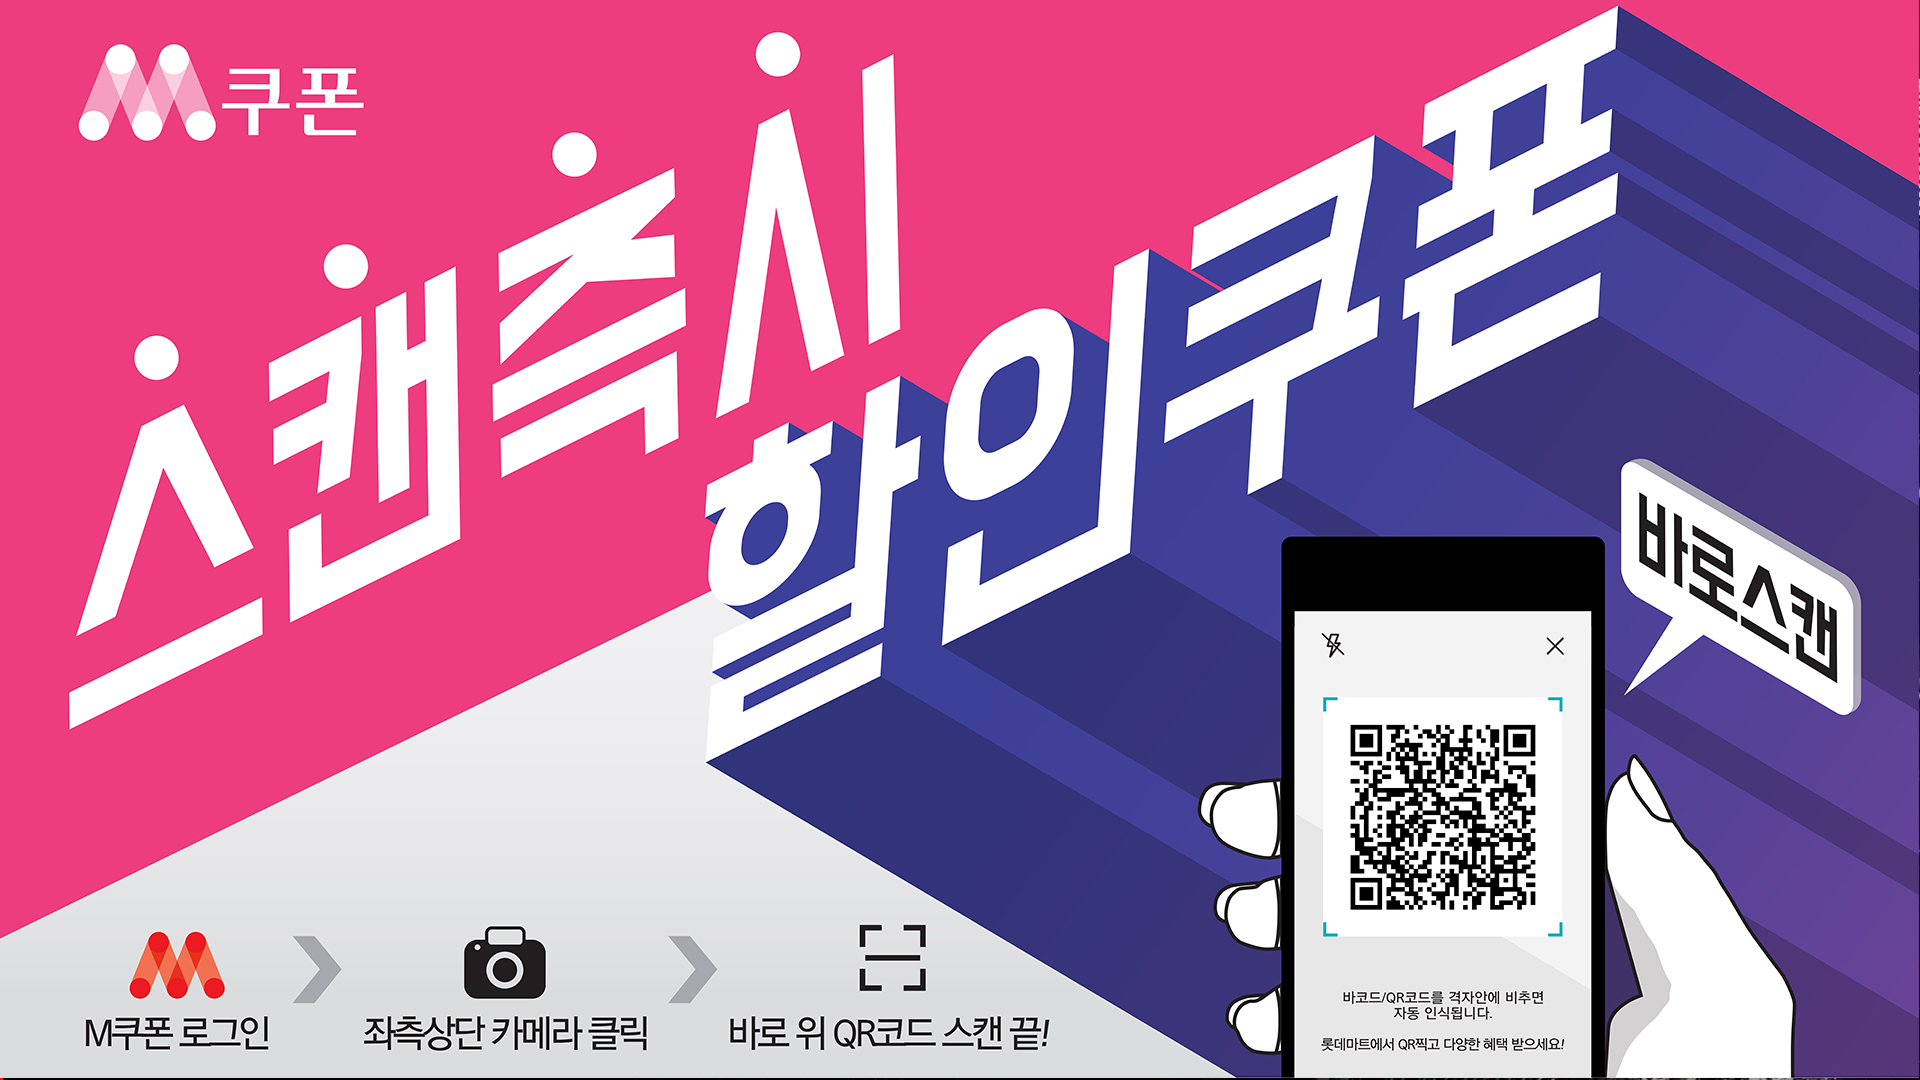 M쿠폰
스캔즉시
할인쿠폰
바로스캔
바코드/QR코드를 격자안에 비추면
자동 인식됩니다.
롯데마트에서 QR찍고 다양한 혜택 받으세요!
M쿠폰 로그인
좌측상단 카메라 클릭
바로 위 QR코드 스캔 끝!